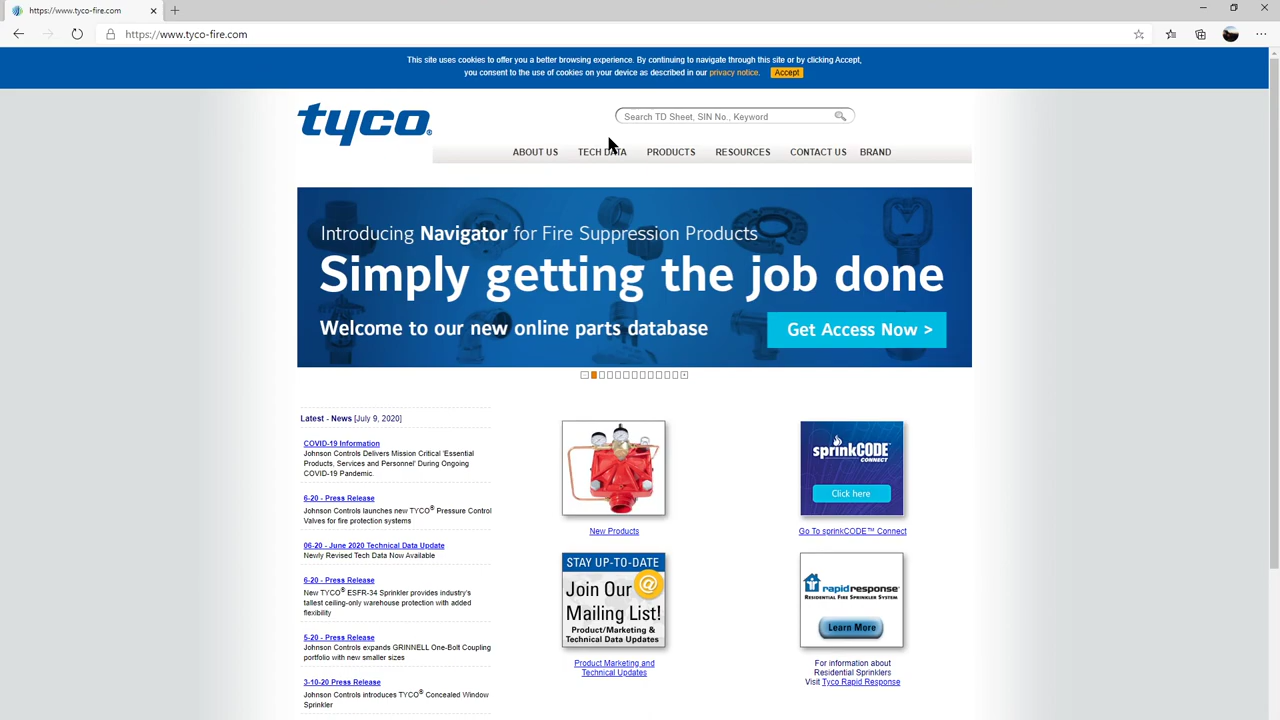 https://www.tyco-fire.com
https://www.tyco-fire.com
This site uses cookies to offer you a better browsing experience. By continuing to navigate through this site or by clicking Accept,
you consent to the use of cookies on your device as described in our privacy notice. Accept
tyco®
Search TD Sheet, SIN No., Keyword
ABOUT US TECH DATA PRODUCTS RESOURCES CONTACT US BRAND
Introducing Navigator for Fire Suppression Products
Simply getting the job done
Welcome to our new online parts database
Get Access Now >
Latest - News [July 9, 2020]
COVID-19 Information
Johnson Controls Delivers Mission Critical 'Essential
Products, Services and Personnel' During Ongoing
COVID-19 Pandemic.
6-20 - Press Release
Johnson Controls launches new TYCO® Pressure Control
Valves for fire protection systems
06-20 - June 2020 Technical Data Update
Newly Revised Tech Data Now Available
6-20 - Press Release
New TYCO® ESFR-34 Sprinkler provides industry's
tallest ceiling-only warehouse protection with added
flexibility
5-20 - Press Release
Johnson Controls expands GRINNELL One-Bolt Coupling
portfolio with new smaller sizes
3-10-20 Press Release
Johnson Controls introduces TYCO® Concealed Window
Sprinkler
New Products
sprinkCODE
CONNECT
Click here
Go To sprinkCODE™ Connect
STAY UP-TO-DATE
Join Our @
Mailing List!
Product/Marketing &
Technical Data Updates
Product Marketing and
Technical Updates
rapidresponse
RESIDENTIAL FIRE SPRINKLER SYSTEM
Learn More
For information about
Residential Sprinklers
Visit Tyco Rapid Response